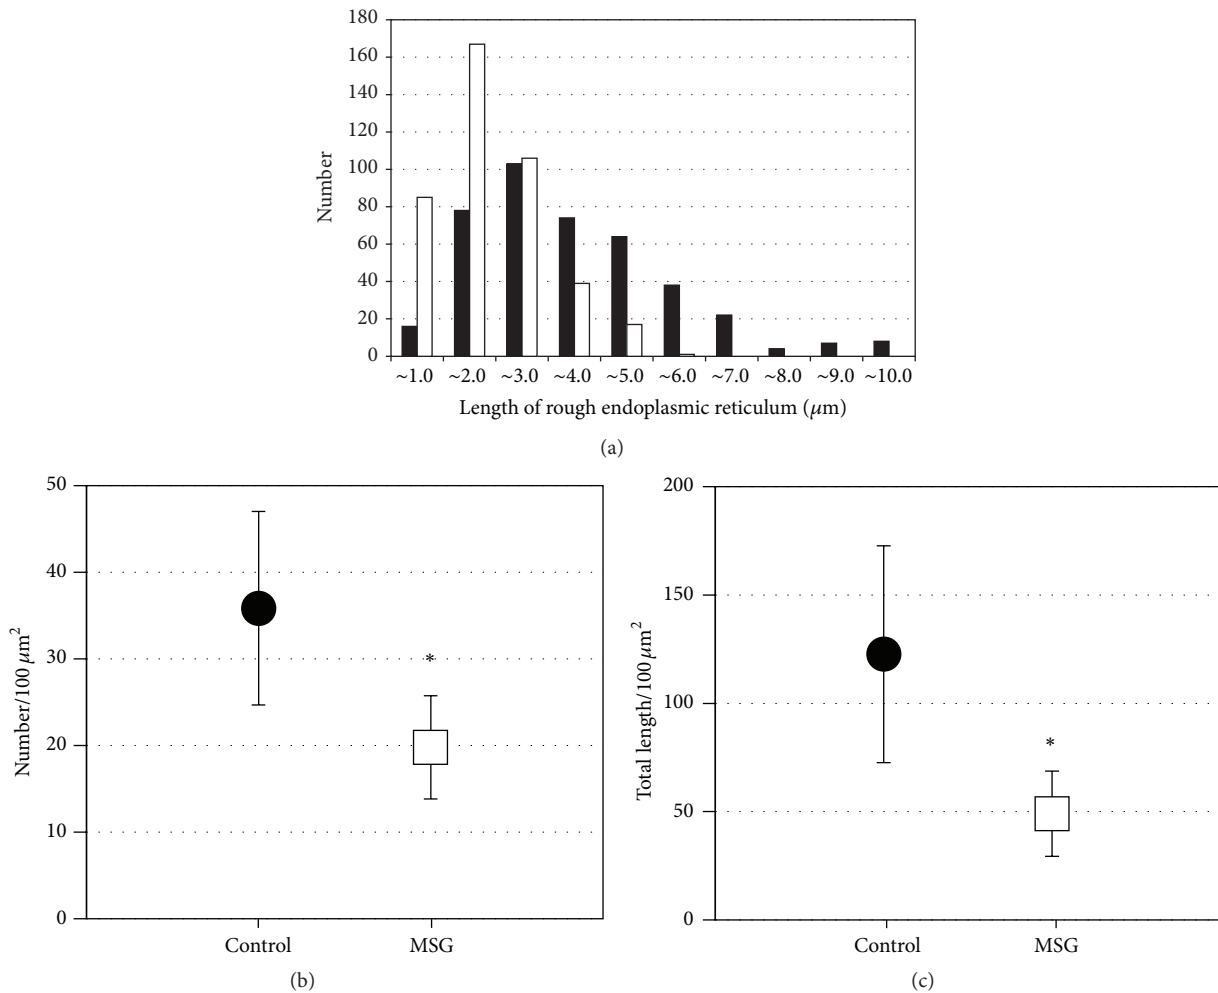 180
160
140
120
100
80
60
40
20
0
Number
~1.0 ~2.0 ~3.0 ~4.0 ~5.0 ~6.0 ~7.0 ~8.0 ~9.0 ~10.0
Length of rough endoplasmic reticulum (μm)
(a)
50
40
30
20
10
0
Number/100 μm²
*
Control MSG
(b)
200
150
100
50
0
Total length/100 μm²
*
Control MSG
(c)